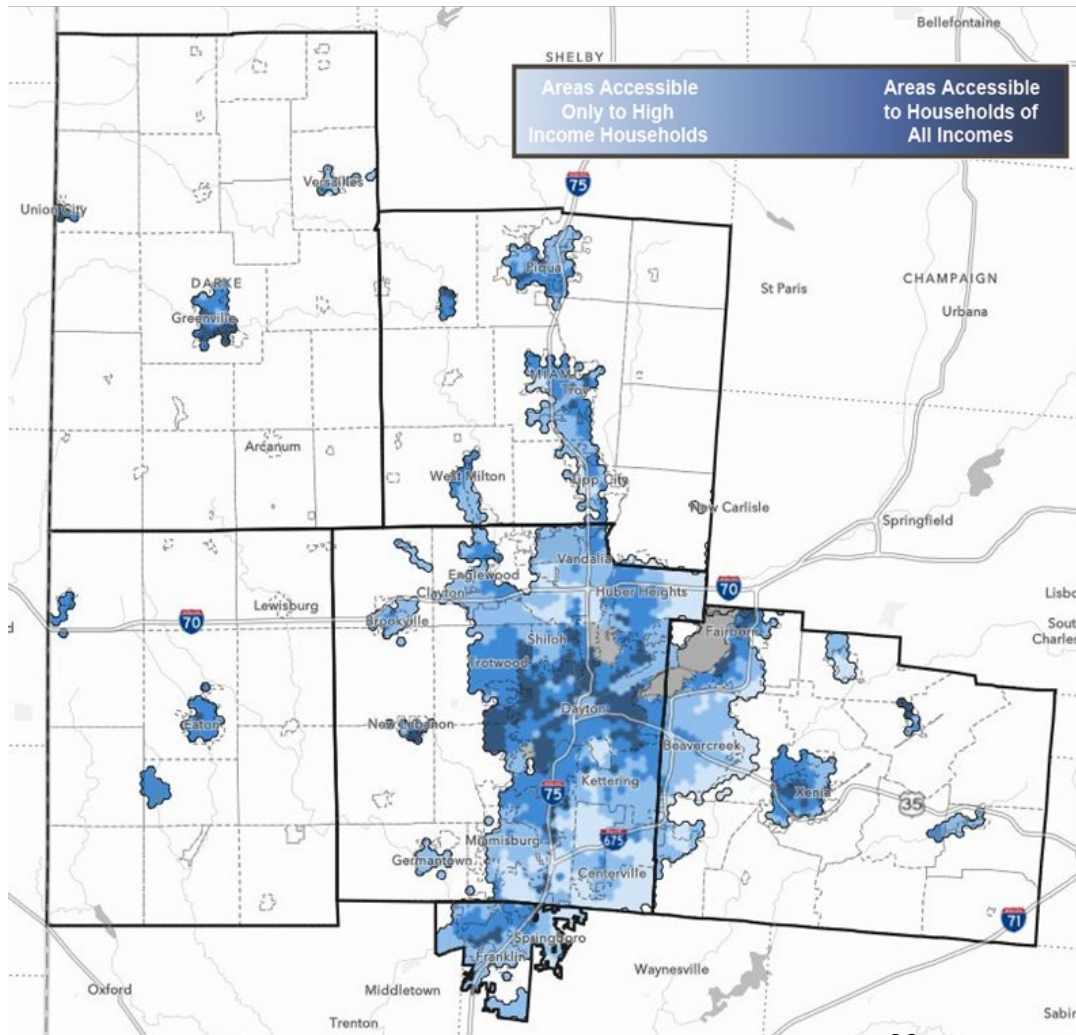 Bellefontaine
SHELBY
Areas Accessible
Only to High
Income Households
Areas Accessible
to Households of
All Incomes
75
Versailles
Union City
DARKE
Greenville
Piqua
St Paris
CHAMPAIGN
Urbana
MIAMI
Troy
Arcanum
West Milton
Tipp City
New Carlisle
Springfield
Vandalia
Englewood
Clayton
Huber Heights
70
Lewisburg
70
Brookville
Shiloh
Fairborn
Trotwood
Eaton
New Lebanon
Dayton
Beavercreek
Kettering
Xenia
75
35
675
Miamisburg
Germantown
Centerville
71
Springboro
Franklin
Waynesville
Oxford
Middletown
Trenton